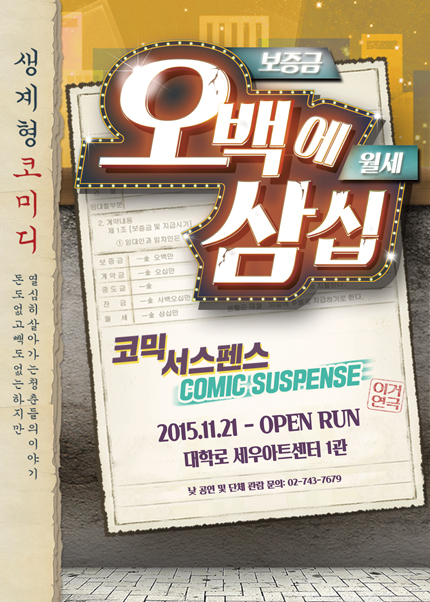 생계형코미디
열심히살아가는청춘들의이야기
돈도없고빽도없는하지만
보증금
오백에
월세
삼십
2. 계약내용
제 1조 [보증금 및 지급시기]
① 임대인과 임차인은
보 증 금 一金 오백만
계 약 금 一金 오십만
중 도 금 一金
잔 금 一金 사백오십만
월 세 一金 삼십만
코믹
서스펜스
COMIC SUSPENSE
이거
연극
2015.11.21 - OPEN RUN
대학로 세우아트센터 1관
낮 공연 및 단체 관람 문의: 02-743-7679